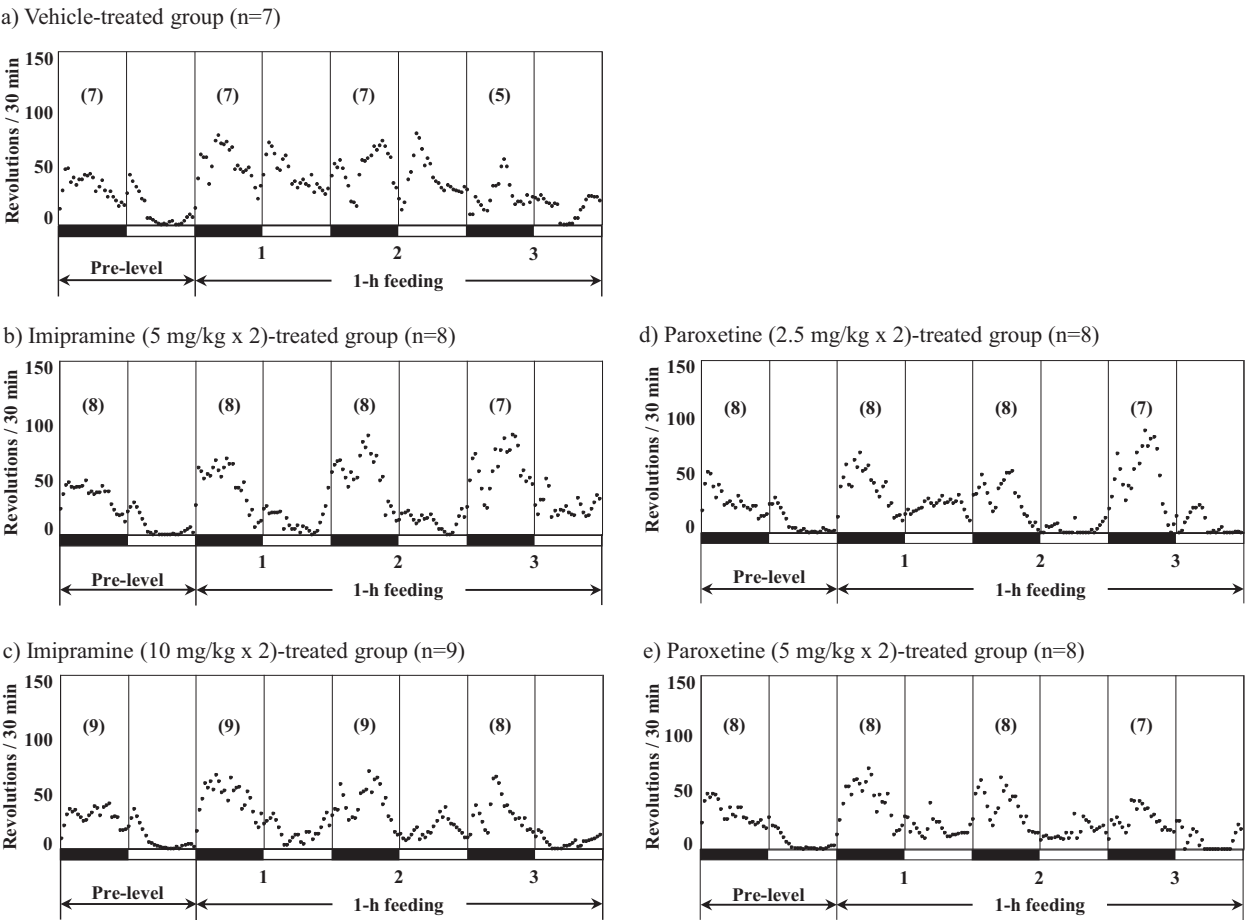 a) Vehicle-treated group (n=7)
Revolutions / 30 min
150
100
50
0
(7)
(7)
(7)
(5)
1
2
3
Pre-level
1-h feeding
b) Imipramine (5 mg/kg x 2)-treated group (n=8)
Revolutions / 30 min
150
100
50
0
(8)
(8)
(8)
(7)
1
2
3
Pre-level
1-h feeding
d) Paroxetine (2.5 mg/kg x 2)-treated group (n=8)
Revolutions / 30 min
150
100
50
0
(8)
(8)
(8)
(7)
1
2
3
Pre-level
1-h feeding
c) Imipramine (10 mg/kg x 2)-treated group (n=9)
Revolutions / 30 min
150
100
50
0
(9)
(9)
(9)
(8)
1
2
3
Pre-level
1-h feeding
e) Paroxetine (5 mg/kg x 2)-treated group (n=8)
Revolutions / 30 min
150
100
50
0
(8)
(8)
(8)
(7)
1
2
3
Pre-level
1-h feeding